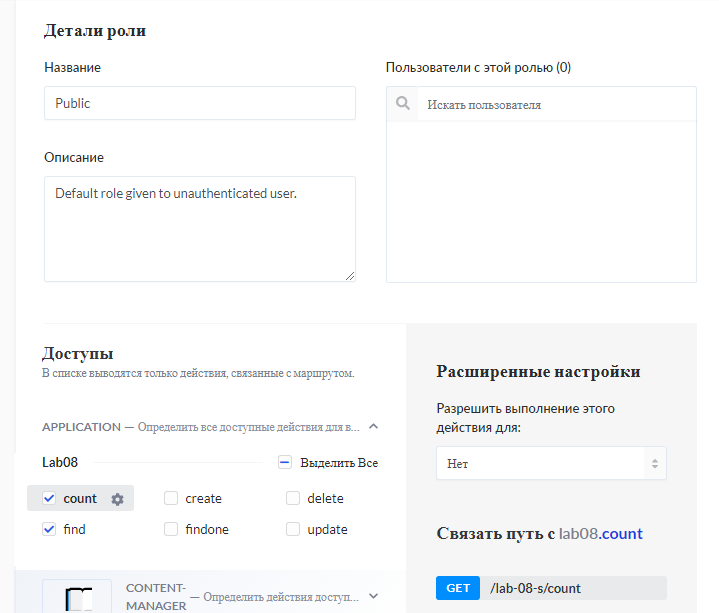 Детали роли
Название
Пользователи с этой ролью (0)
Public
Искать пользователя
Описание
Default role given to unauthenticated user.
Доступы
В списке выводятся только действия, связанные с маршрутом.
APPLICATION — Определить все доступные действия для в...
Lab08
Выделить Все
count
create
delete
find
findone
update
CONTENT-
MANAGER
— Определить действия доступ...
Расширенные настройки
Разрешить выполнение этого
действия для:
Нет
Связать путь с lab08.count
GET /lab-08-s/count